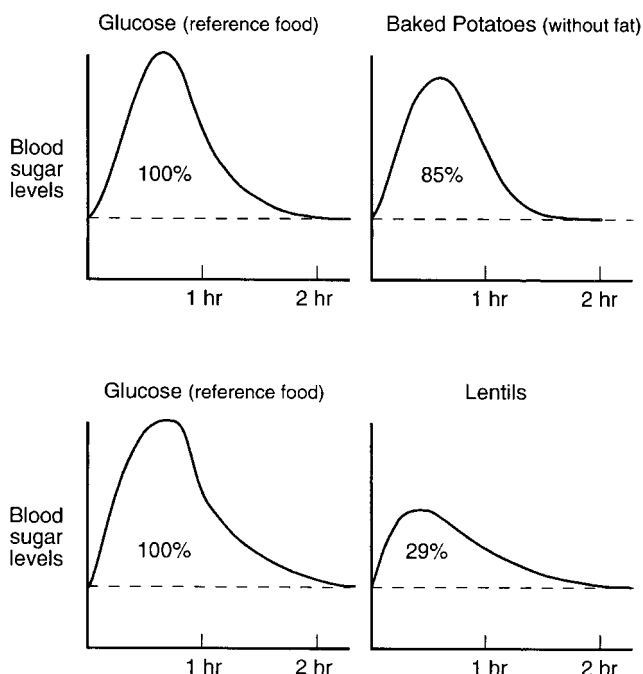 Glucose (reference food)
Baked Potatoes (without fat)
Blood
sugar
levels
100%
85%
1 hr
2 hr
1 hr
2 hr
Glucose (reference food)
Lentils
Blood
sugar
levels
100%
29%
1 hr
2 hr
1 hr
2 hr